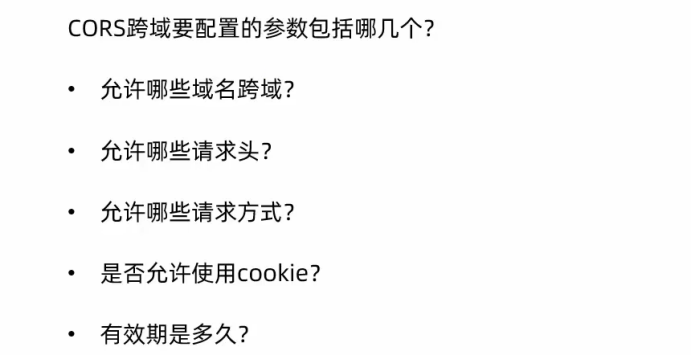 CORS跨域要配置的参数包括哪几个？
• 允许哪些域名跨域？
• 允许哪些请求头？
• 允许哪些请求方式？
• 是否允许使用cookie？
• 有效期是多久？